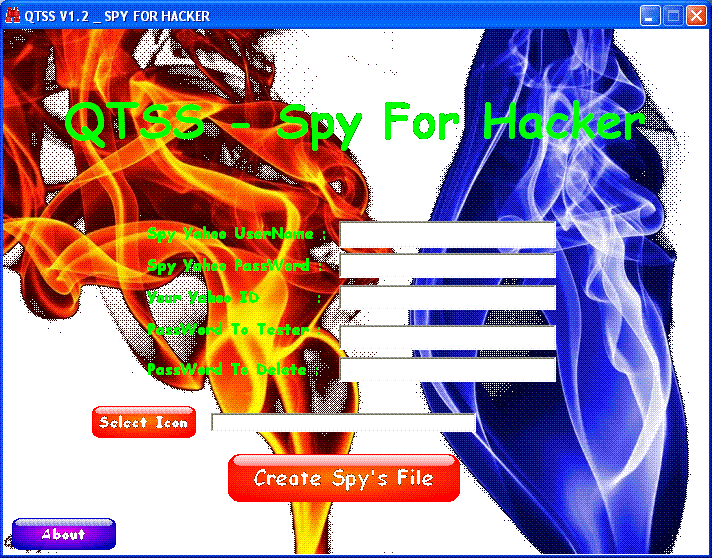 QTSS V1.2 _ SPY FOR HACKER
QTSS - Spy For Hacker
Spy Yahoo UserName :
Spy Yahoo PassWord :
Your Yahoo ID :
PassWord To Tester :
PassWord To Delete :
Select Icon
Create Spy's File
About